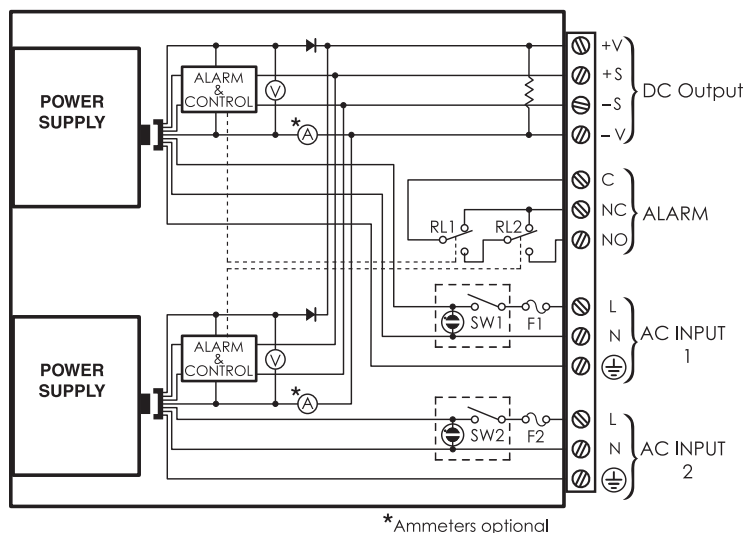 POWER
SUPPLY
ALARM
&
CONTROL
V
*
A
+V
+S
−S
−V
DC Output
C
NC
NO
ALARM
RL1
RL2
SW1
F1
L
N
AC INPUT
1
POWER
SUPPLY
ALARM
&
CONTROL
V
*
A
SW2
F2
L
N
AC INPUT
2
*Ammeters optional